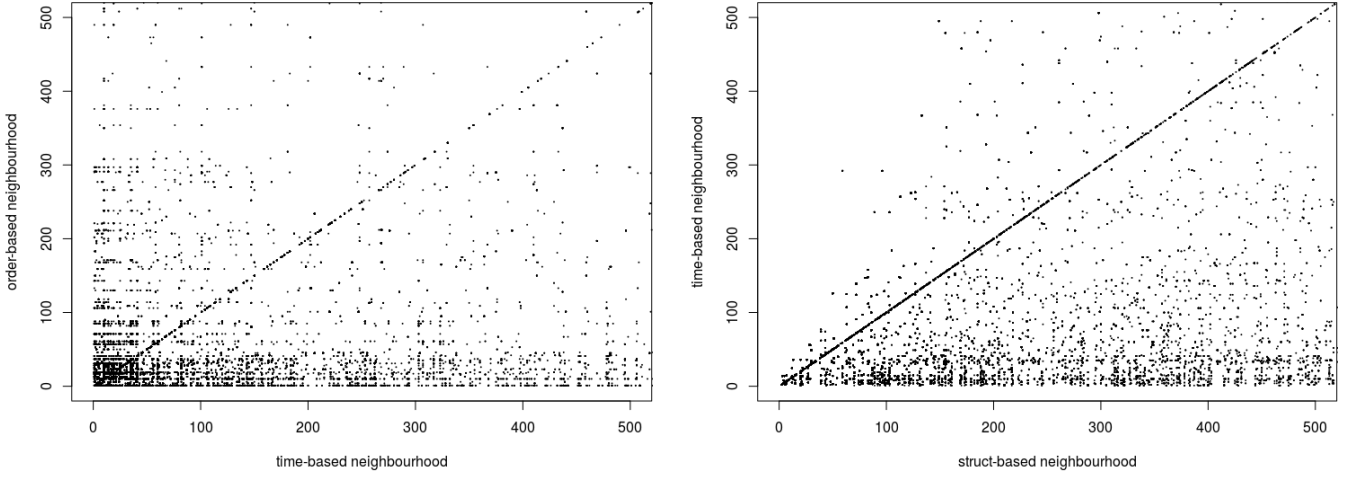 500
400
300
200
100
0
order-based neighbourhood
0 100 200 300 400 500
time-based neighbourhood
500
400
300
200
100
0
time-based neighbourhood
0 100 200 300 400 500
struct-based neighbourhood